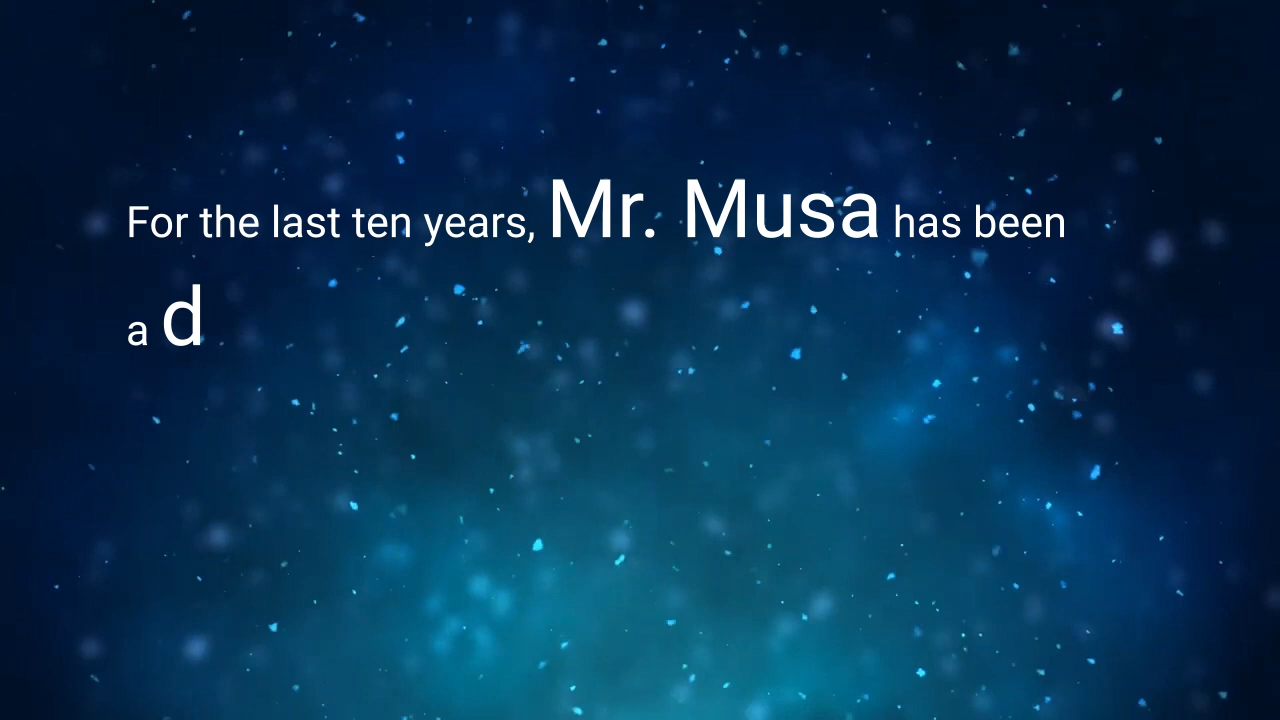 For the last ten years, Mr. Musa has been
a d